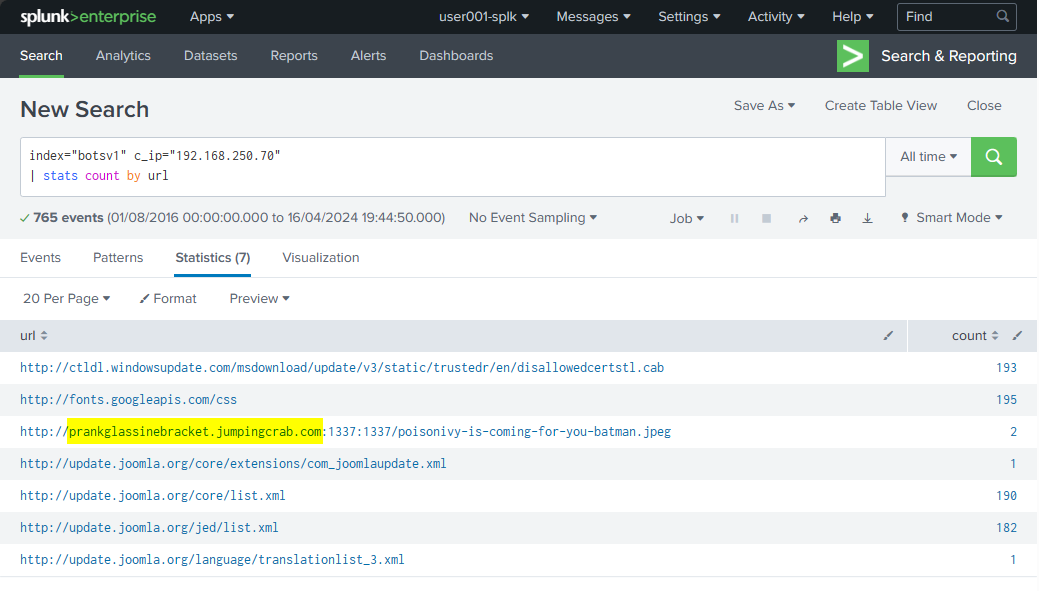 splunk>enterprise Apps user001-splk Messages Settings Activity Help Find
Search Analytics Datasets Reports Alerts Dashboards > Search & Reporting
New Search Save As Create Table View Close
index="botsv1" c_ip="192.168.250.70"
| stats count by url
All time
765 events (01/08/2016 00:00:00.000 to 16/04/2024 19:44:50.000) No Event Sampling Job Smart Mode
Events Patterns Statistics (7) Visualization
20 Per Page Format Preview
url count
http://ctldl.windowsupdate.com/msdownload/update/v3/static/trustedr/en/disallowedcertstl.cab 193
http://fonts.googleapis.com/css 195
http://prankglassinebracket.jumpingcrab.com:1337:1337/poisonivy-is-coming-for-you-batman.jpeg 2
http://update.joomla.org/core/extensions/com_joomlaupdate.xml 1
http://update.joomla.org/core/list.xml 190
http://update.joomla.org/jed/list.xml 182
http://update.joomla.org/language/translationlist_3.xml 1